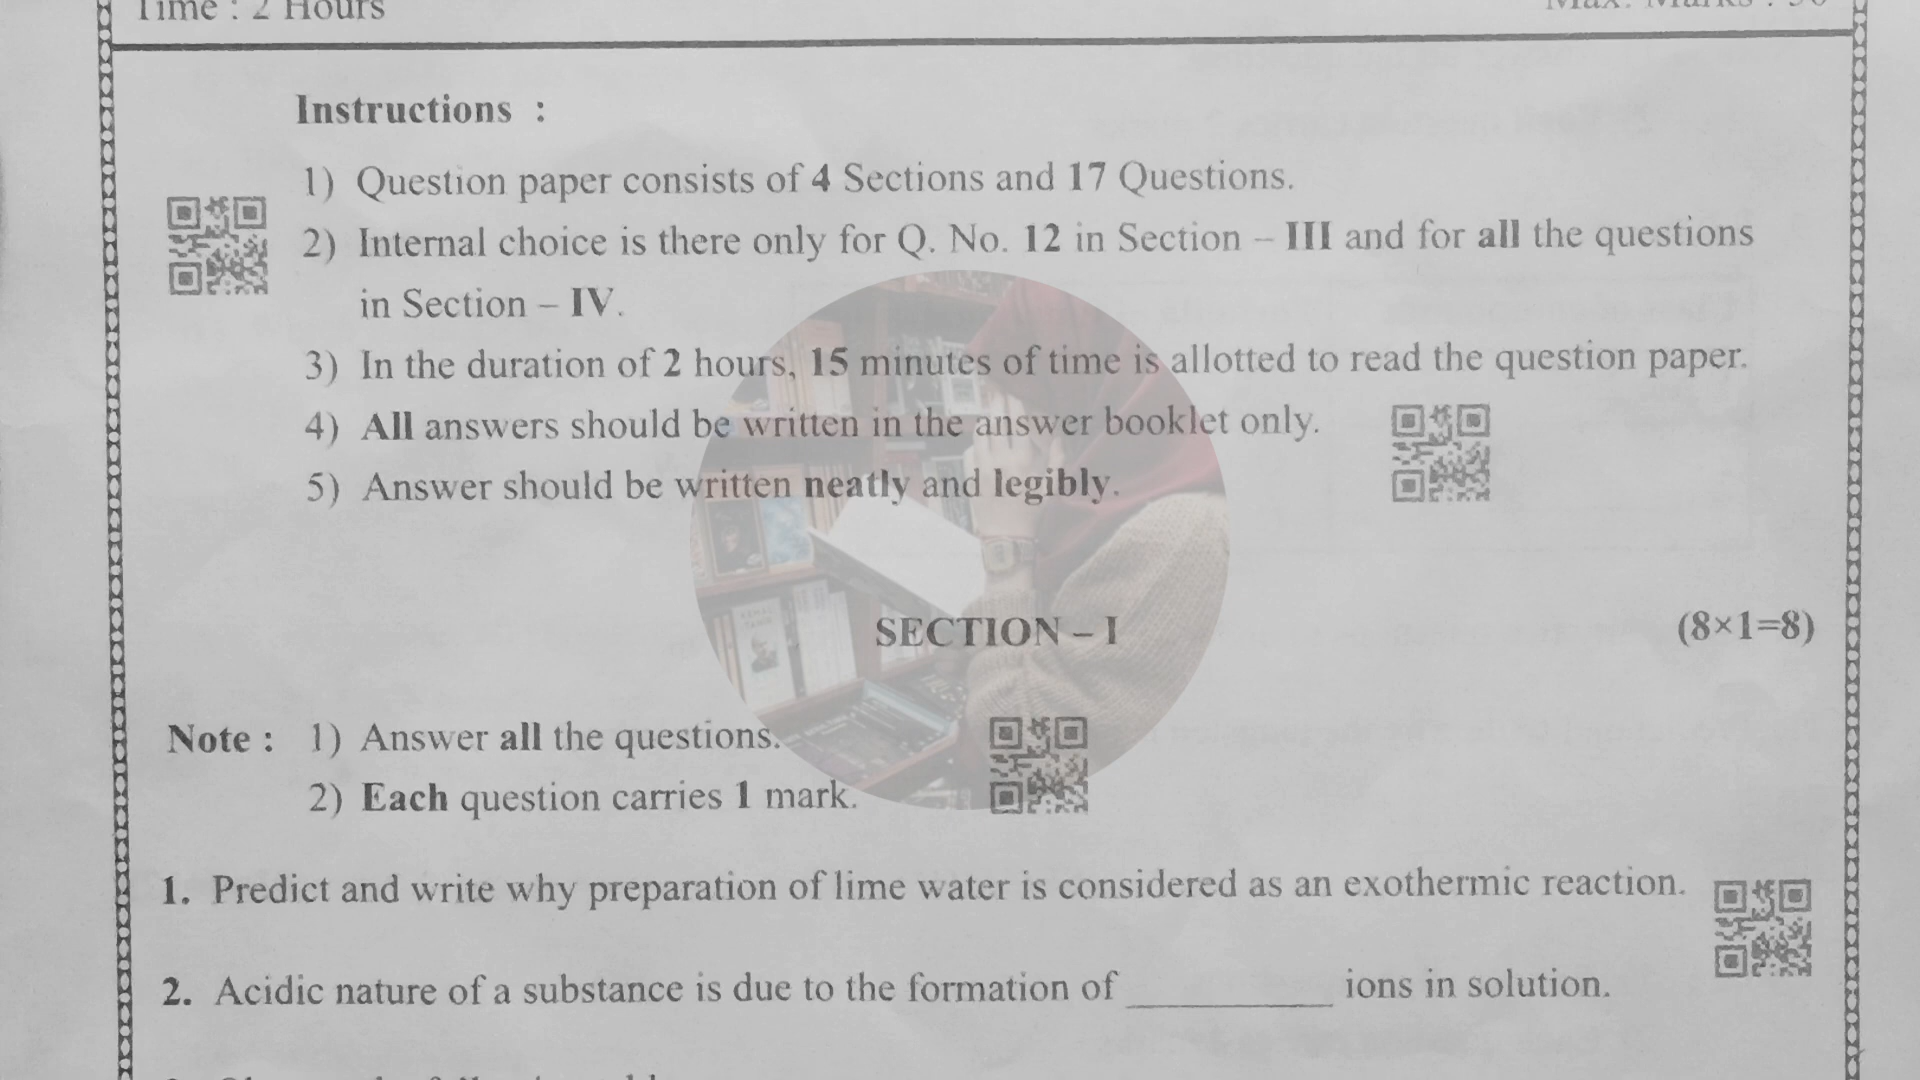 Time : 2 Hours
Instructions :
1) Question paper consists of 4 Sections and 17 Questions.
2) Internal choice is there only for Q. No. 12 in Section – III and for all the questions
in Section – IV.
3) In the duration of 2 hours, 15 minutes of time is allotted to read the question paper.
4) All answers should be written in the answer booklet only.
5) Answer should be written neatly and legibly.
SECTION – I (8×1=8)
Note : 1) Answer all the questions.
2) Each question carries 1 mark.
1. Predict and write why preparation of lime water is considered as an exothermic reaction.
2. Acidic nature of a substance is due to the formation of __________ ions in solution.